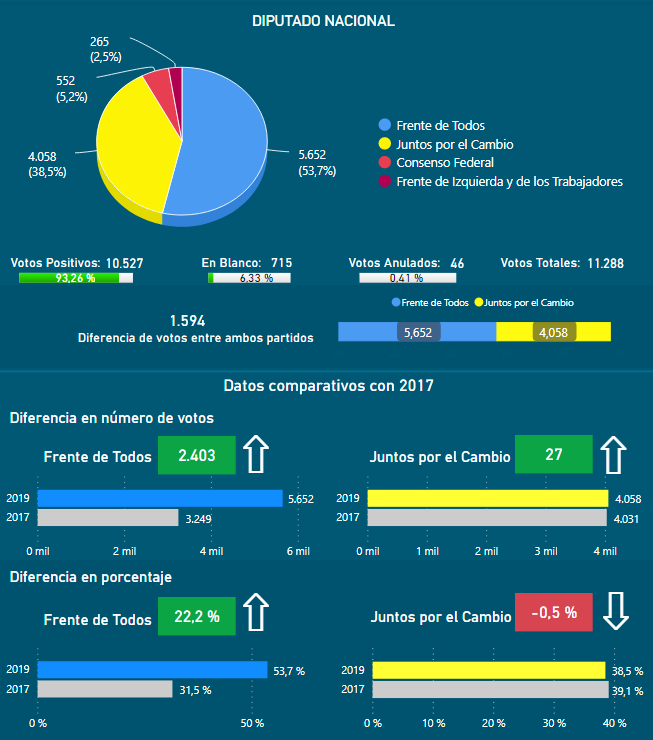 DIPUTADO NACIONAL
265
(2,5%)
552
(5,2%)
4.058
(38,5%)
5.652
(53,7%)
Frente de Todos
Juntos por el Cambio
Consenso Federal
Frente de Izquierda y de los Trabajadores
Votos Positivos: 10.527
93,26 %
En Blanco: 715
6,33 %
Votos Anulados: 46
0,41 %
Votos Totales: 11.288
1.594
Diferencia de votos entre ambos partidos
Frente de Todos Juntos por el Cambio
5,652 4,058
Datos comparativos con 2017
Diferencia en número de votos
Frente de Todos 2.403
2019 5.652
2017 3.249
0 mil 2 mil 4 mil 6 mil
Juntos por el Cambio 27
2019 4.058
2017 4.031
0 mil 1 mil 2 mil 3 mil 4 mil
Diferencia en porcentaje
Frente de Todos 22,2 %
2019 53,7 %
2017 31,5 %
0 % 50 %
Juntos por el Cambio -0,5 %
2019 38,5 %
2017 39,1 %
0 % 10 % 20 % 30 % 40 %